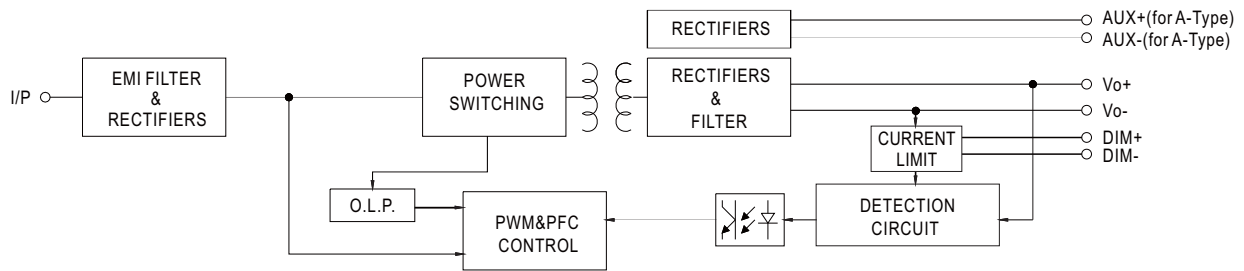 RECTIFIERS
AUX+(for A-Type)
AUX-(for A-Type)
I/P
EMI FILTER
&
RECTIFIERS
POWER
SWITCHING
RECTIFIERS
&
FILTER
Vo+
Vo-
CURRENT
LIMIT
DIM+
DIM-
O.L.P.
PWM&PFC
CONTROL
DETECTION
CIRCUIT